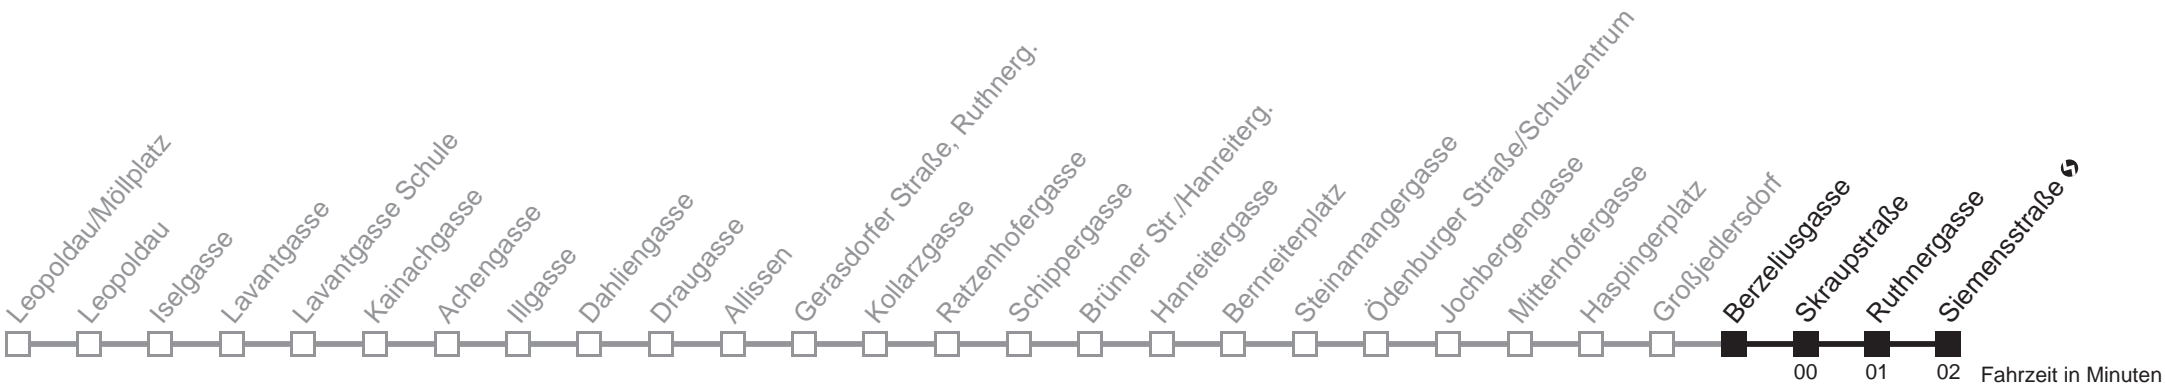 Leopoldau/Möllplatz
Leopoldau
Iselgasse
Lavantgasse
Lavantgasse Schule
Kainachgasse
Achengasse
Illgasse
Dahliengasse
Draugasse
Allissen
Gerasdorfer Straße, Ruthnerg.
Kollarzgasse
Ratzenhofergasse
Schippergasse
Brünner Str./Hanreiterg.
Hanreitergasse
Bernreiterplatz
Steinamangergasse
Ödenburger Straße/Schulzentrum
Jochbergengasse
Mitterhofergasse
Haspingerplatz
Großjedlersdorf
Berzeliusgasse
Skraupstraße
Ruthnergasse
Siemensstraße
00 01 02 Fahrzeit in Minuten